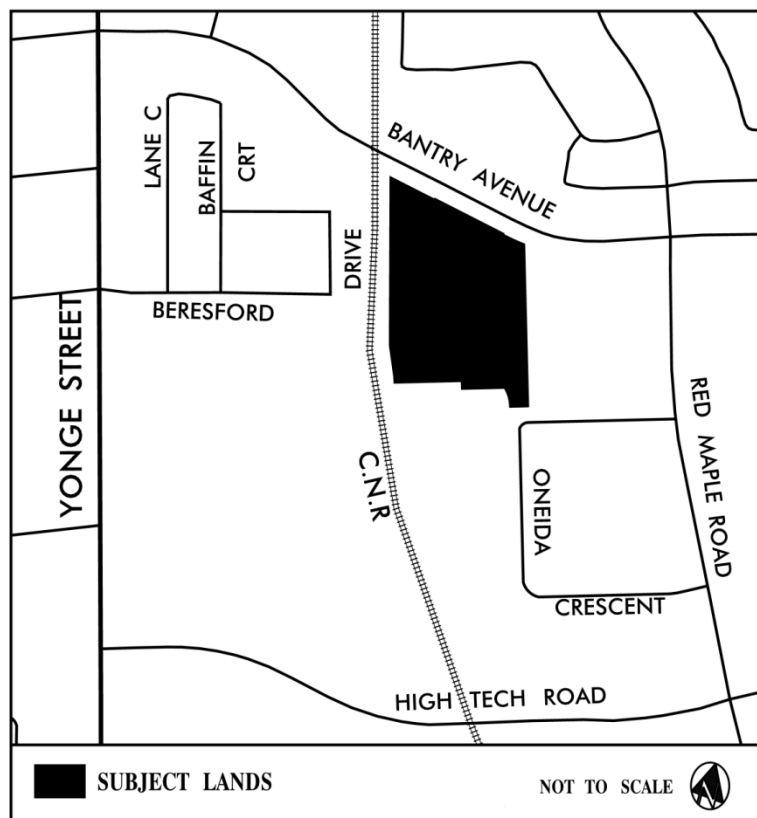 LANE C
BAFFIN
CRT
BANTRY AVENUE
DRIVE
BERESFORD
YONGE STREET
C.N.R
RED MAPLE ROAD
ONEIDA
CRESCENT
HIGH TECH ROAD
SUBJECT LANDS
NOT TO SCALE